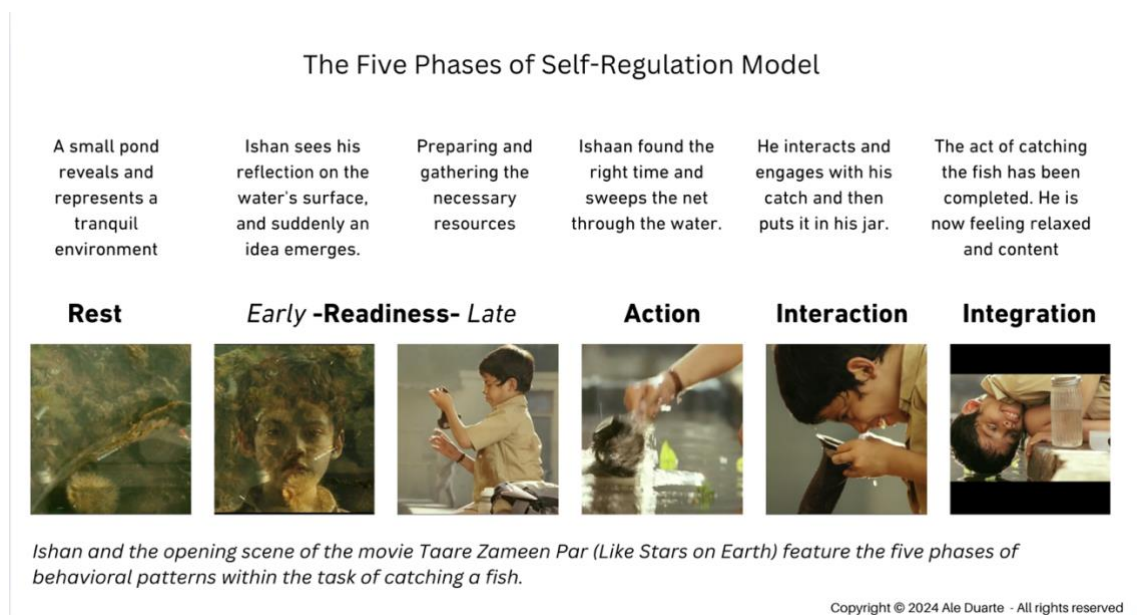 The Five Phases of Self-Regulation Model
A small pond
reveals and
represents a
tranquil
environment
Ishan sees his
reflection on the
water's surface,
and suddenly an
idea emerges.
Preparing and
gathering the
necessary
resources
Ishaan found the
right time and
sweeps the net
through the water.
He interacts and
engages with his
catch and then
puts it in his jar.
The act of catching
the fish has been
completed. He is
now feeling relaxed
and content
Rest
Early -Readiness- Late
Action
Interaction
Integration
Ishan and the opening scene of the movie Taare Zameen Par (Like Stars on Earth) feature the five phases of
behavioral patterns within the task of catching a fish.
Copyright © 2024 Ale Duarte - All rights reserved